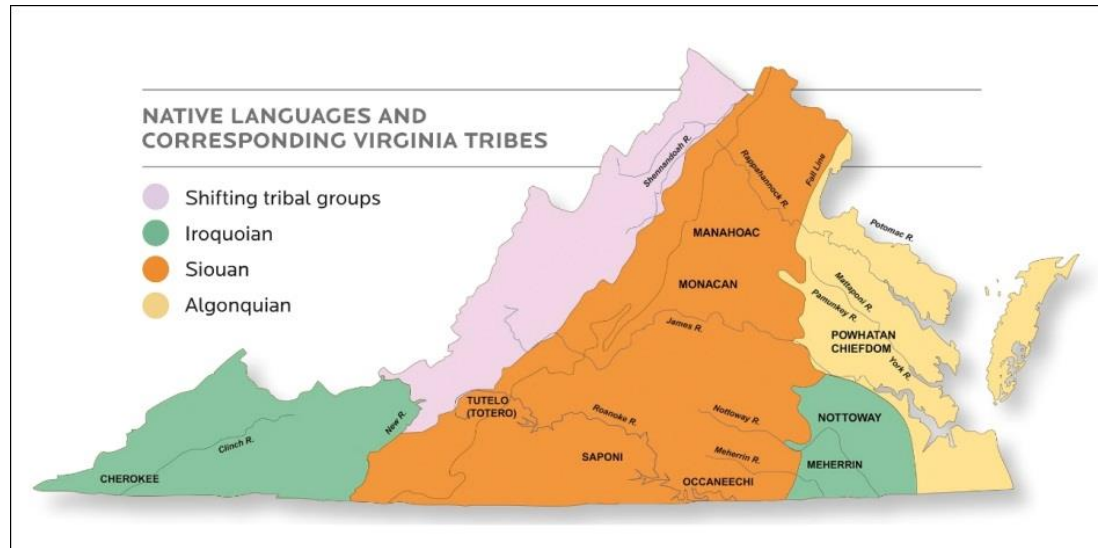 NATIVE LANGUAGES AND
CORRESPONDING VIRGINIA TRIBES
Shifting tribal groups
Iroquoian
Siouan
Algonquian
Shennandoah R.
Rappahannock R.
Fall Line
Potomac R.
MANAHOAC
MONACAN
Mattaponi R.
Pamunkey R.
James R.
POWHATAN
CHIEFDOM
York R.
TUTELO
(TOTERO)
New R.
Roanoke R.
Nottoway R.
NOTTOWAY
Clinch R.
SAPONI
Meherrin R.
MEHERRIN
CHEROKEE
OCCANEECHI